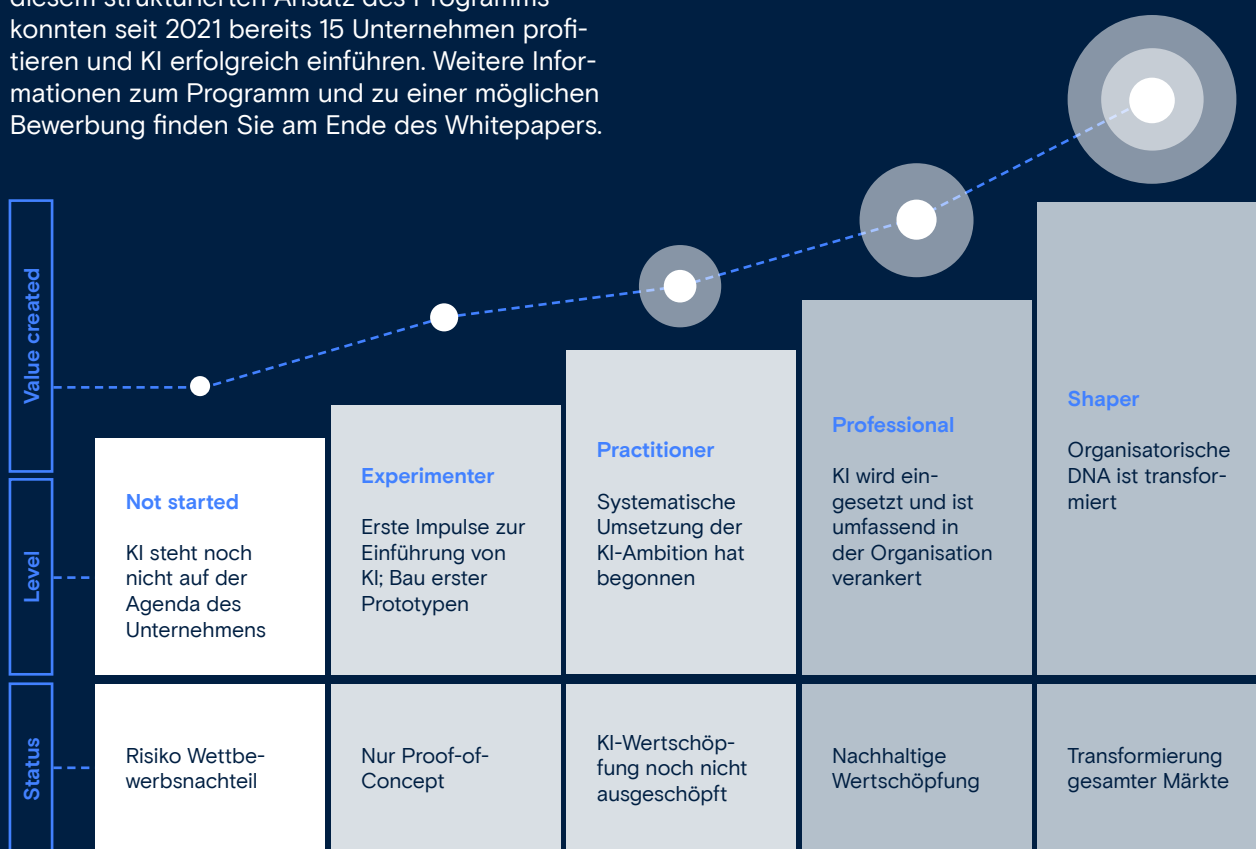 diesem strukturierten Ansatz des Programms
konnten seit 2021 bereits 15 Unternehmen profi-
tieren und KI erfolgreich einführen. Weitere Infor-
mationen zum Programm und zu einer möglichen
Bewerbung finden Sie am Ende des Whitepapers.
Value created
Level
Not started
KI steht noch
nicht auf der
Agenda des
Unternehmens
Experimenter
Erste Impulse zur
Einführung von
KI; Bau erster
Prototypen
Practitioner
Systematische
Umsetzung der
KI-Ambition hat
begonnen
Professional
KI wird ein-
gesetzt und ist
umfassend in
der Organisation
verankert
Shaper
Organisatorische
DNA ist transfor-
miert
Status
Risiko Wettbe-
werbsnachteil
Nur Proof-of-
Concept
KI-Wertschöp-
fung noch nicht
ausgeschöpft
Nachhaltige
Wertschöpfung
Transformierung
gesamter Märkte